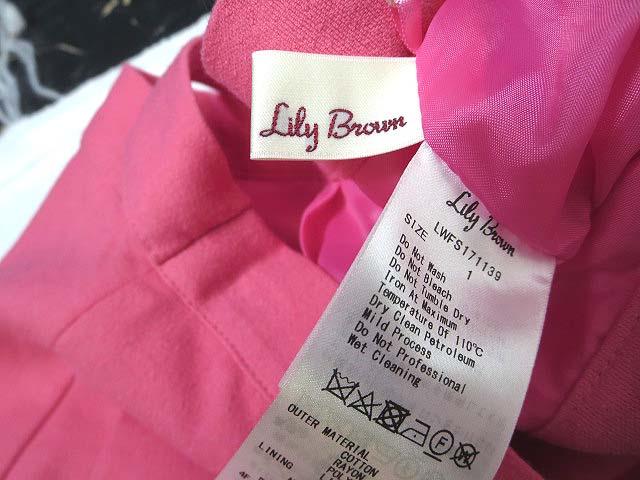 Lily Brown
Lily Brown
LWFS171139
SIZE 1
Do Not Wash
Do Not Bleach
Do Not Tumble Dry
Iron At Maximum
Temperature Of 110℃
Dry Clean Petroleum
Mild Process
Do Not Professional
Wet Cleaning
OUTER MATERIAL
COTTON
RAYON
LINING